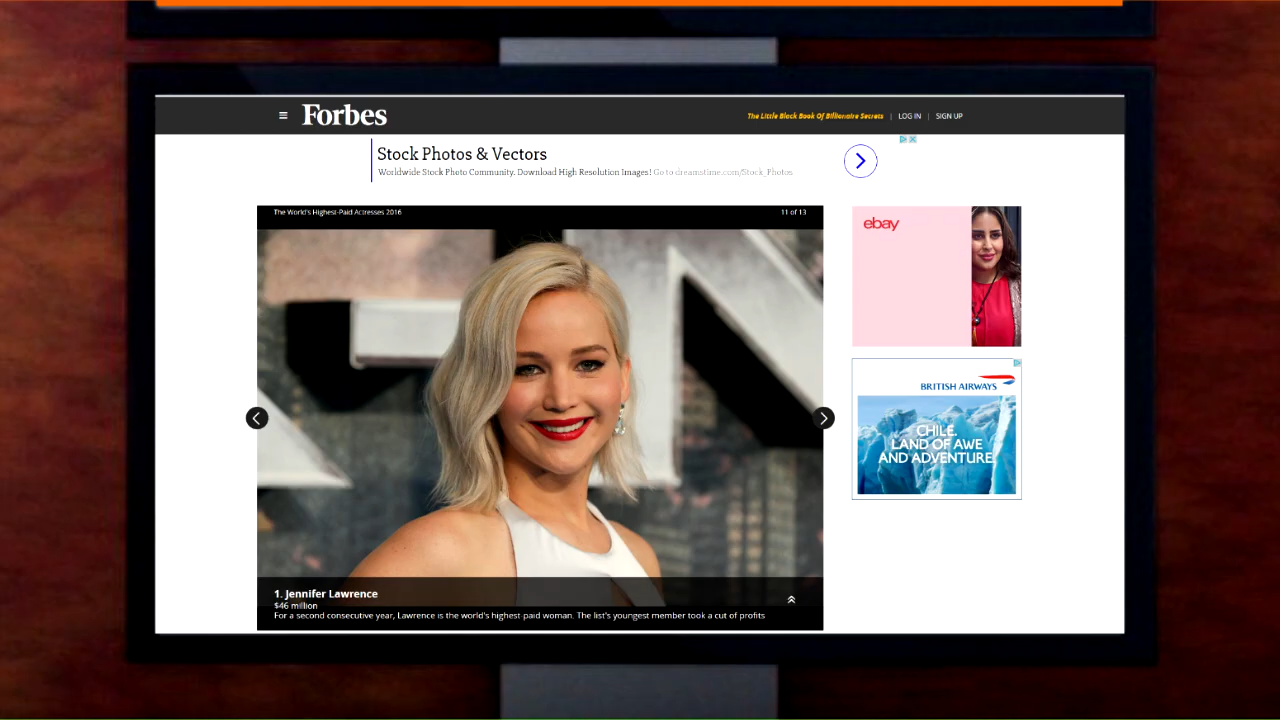 Forbes
The Little Black Book Of Billionaire Secrets | LOG IN | SIGN UP
Stock Photos & Vectors
Worldwide Stock Photo Community. Download High Resolution Images! Go to dreamstime.com/Stock_Photos
The World's Highest-Paid Actresses 2016
11 of 13
ebay
BRITISH AIRWAYS
CHILE.
LAND OF AWE
AND ADVENTURE
1. Jennifer Lawrence
$46 million
For a second consecutive year, Lawrence is the world's highest-paid woman. The list's youngest member took a cut of profits